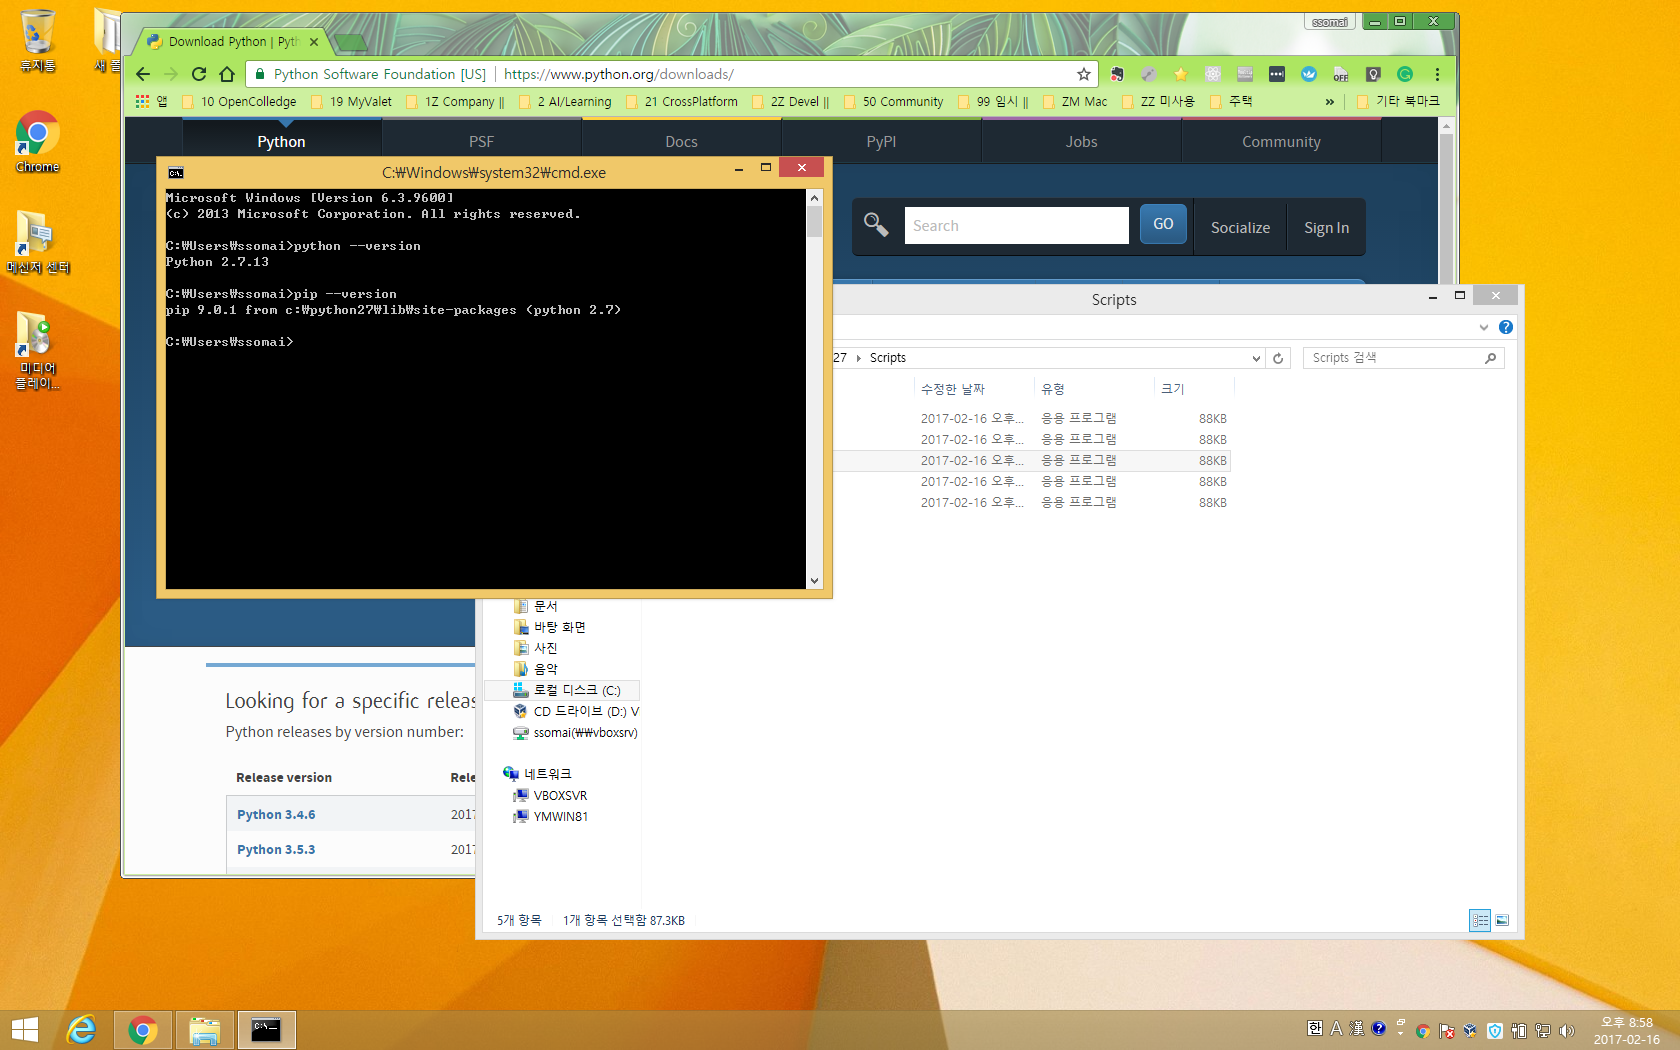 휴지통
새 폴
Chrome
메신저 센터
미디어
플레이...
ssomai
Download Python | Pyth
Python Software Foundation [US]
https://www.python.org/downloads/
앱
10 OpenColledge
19 MyValet
1Z Company ||
2 AI/Learning
21 CrossPlatform
2Z Devel ||
50 Community
99 임시 ||
ZM Mac
ZZ 미사용
주택
»
기타 북마크
OFF
Python
PSF
Docs
PyPI
Jobs
Community
Search
GO
Socialize
Sign In
C:₩Windows₩system32₩cmd.exe
Microsoft Windows [Version 6.3.9600]
(c) 2013 Microsoft Corporation. All rights reserved.
C:₩Users₩ssomai>python --version
Python 2.7.13
C:₩Users₩ssomai>pip --version
pip 9.0.1 from c:₩python27₩lib₩site-packages (python 2.7)
C:₩Users₩ssomai>
Scripts
27
Scripts
Scripts 검색
수정한 날짜
유형
크기
2017-02-16 오후... 응용 프로그램 88KB
2017-02-16 오후... 응용 프로그램 88KB
2017-02-16 오후... 응용 프로그램 88KB
2017-02-16 오후... 응용 프로그램 88KB
2017-02-16 오후... 응용 프로그램 88KB
문서
바탕 화면
사진
음악
로컬 디스크 (C:)
CD 드라이브 (D:) V
ssomai(₩₩vboxsrv)
네트워크
VBOXSVR
YMWIN81
5개 항목
1개 항목 선택함 87.3KB
Looking for a specific releas
Python releases by version number:
Release version
Rele
Python 3.4.6
2017
Python 3.5.3
2017
C:\_
한 A 漢
오후 8:58
2017-02-16